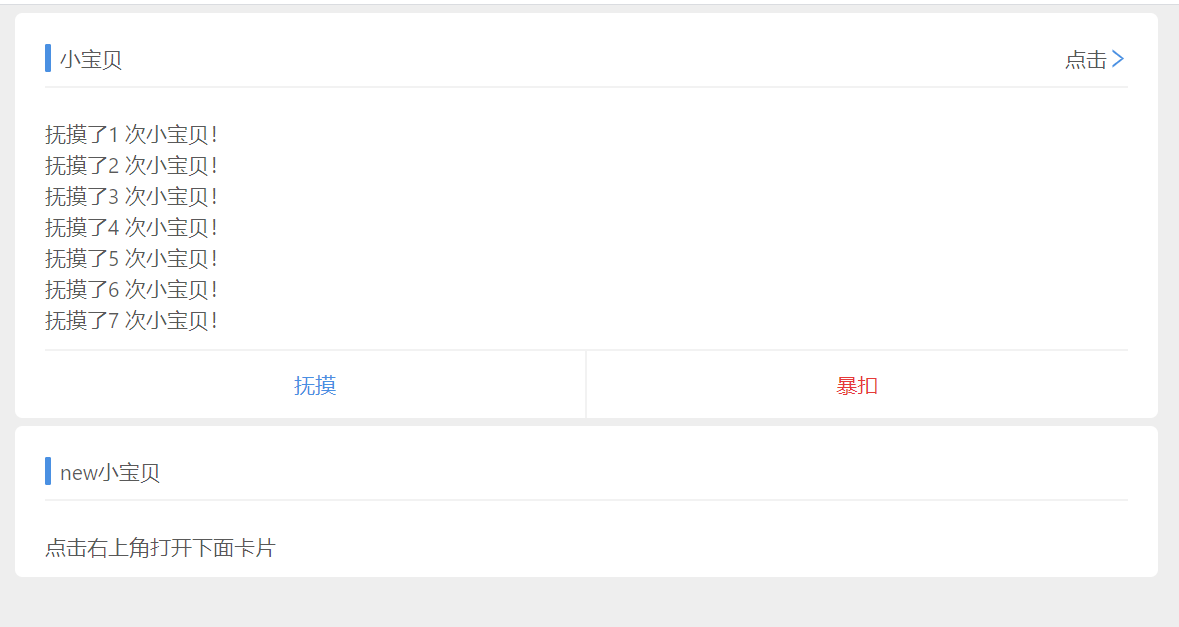 小宝贝
点击
抚摸了1 次小宝贝！
抚摸了2 次小宝贝！
抚摸了3 次小宝贝！
抚摸了4 次小宝贝！
抚摸了5 次小宝贝！
抚摸了6 次小宝贝！
抚摸了7 次小宝贝！
抚摸
暴扣
new小宝贝
点击右上角打开下面卡片